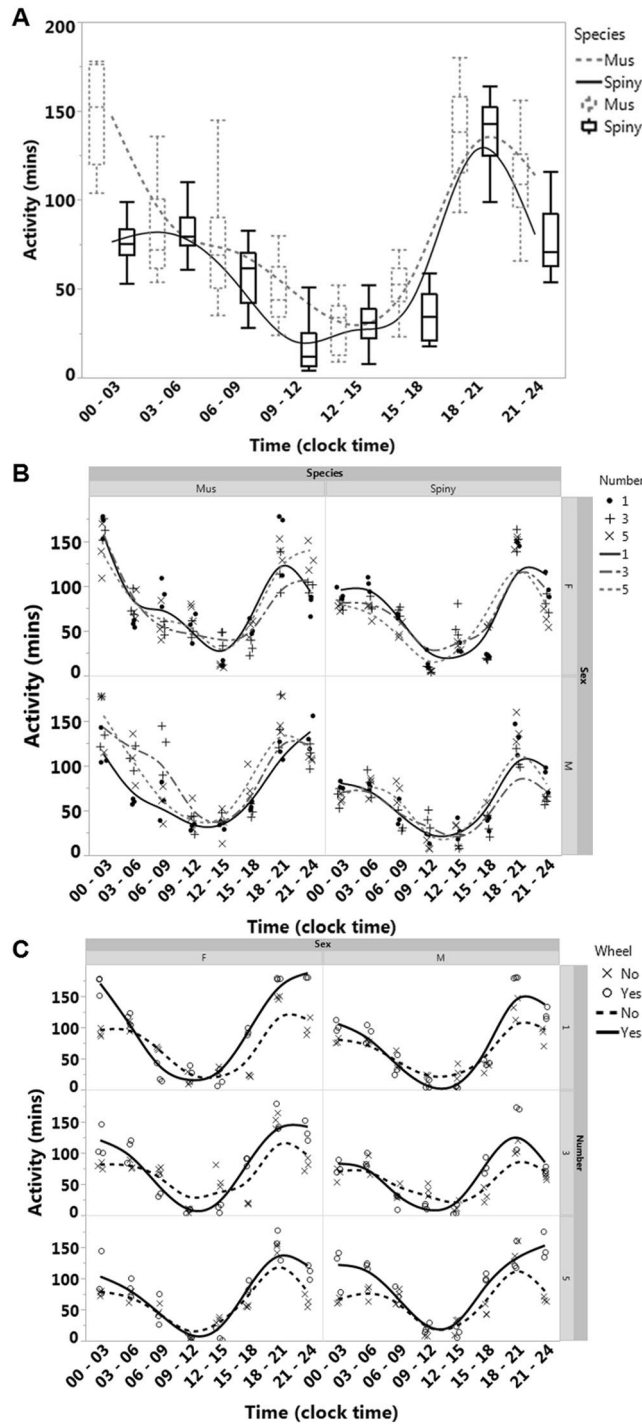 A
Species
Mus
Spiny
Mus
Spiny
Activity (mins)
200
150
100
50
0
00 - 03
03 - 06
06 - 09
09 - 12
12 - 15
15 - 18
18 - 21
21 - 24
Time (clock time)
B
Species
Mus
Spiny
Number
1
3
5
1
3
5
Activity (mins)
150
100
50
0
F
150
100
50
0
M
Sex
00 - 03
03 - 06
06 - 09
09 - 12
12 - 15
15 - 18
18 - 21
21 - 24
00 - 03
03 - 06
06 - 09
09 - 12
12 - 15
15 - 18
18 - 21
21 - 24
Time (clock time)
C
Sex
F
M
Wheel
No
Yes
No
Yes
Activity (mins)
150
100
50
25
0
1
150
100
50
25
0
3
150
100
50
25
0
5
Number
00 - 03
03 - 06
06 - 09
09 - 12
12 - 15
15 - 18
18 - 21
21 - 24
00 - 03
03 - 06
06 - 09
09 - 12
12 - 15
15 - 18
18 - 21
21 - 24
Time (clock time)